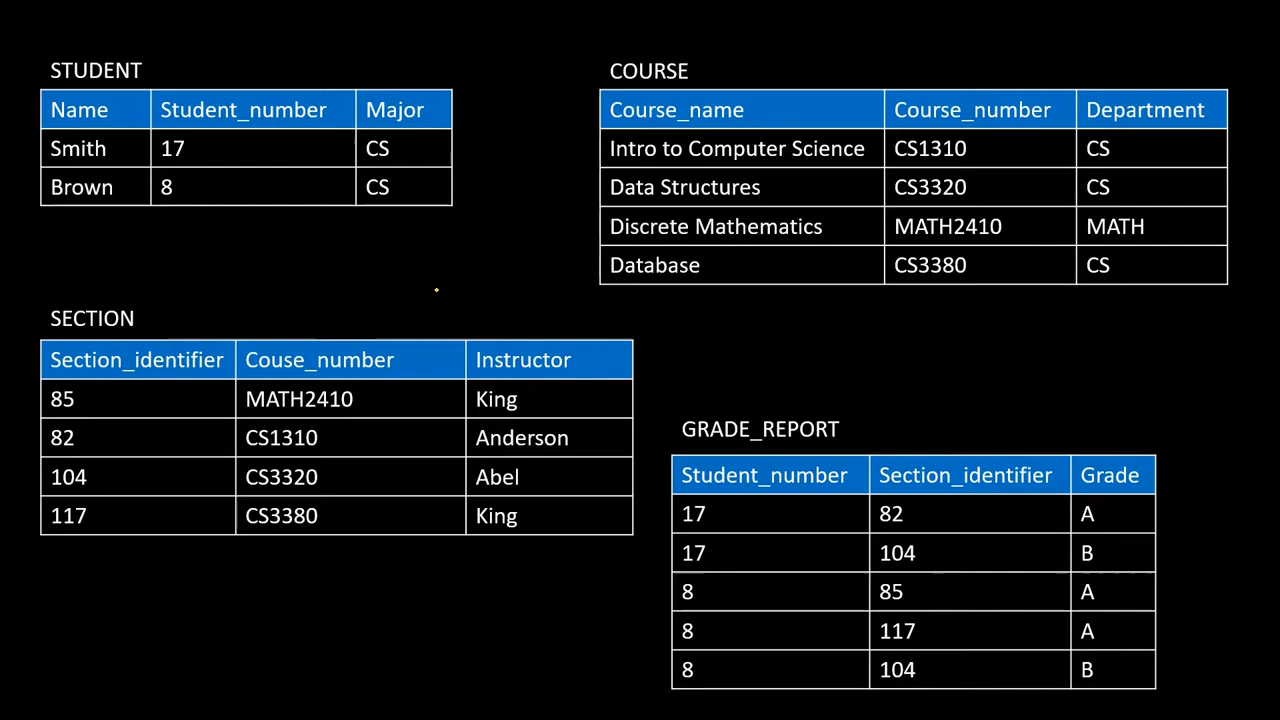 STUDENT
Name Student_number Major
Smith 17 CS
Brown 8 CS
COURSE
Course_name Course_number Department
Intro to Computer Science CS1310 CS
Data Structures CS3320 CS
Discrete Mathematics MATH2410 MATH
Database CS3380 CS
SECTION
Section_identifier Couse_number Instructor
85 MATH2410 King
82 CS1310 Anderson
104 CS3320 Abel
117 CS3380 King
GRADE_REPORT
Student_number Section_identifier Grade
17 82 A
17 104 B
8 85 A
8 117 A
8 104 B